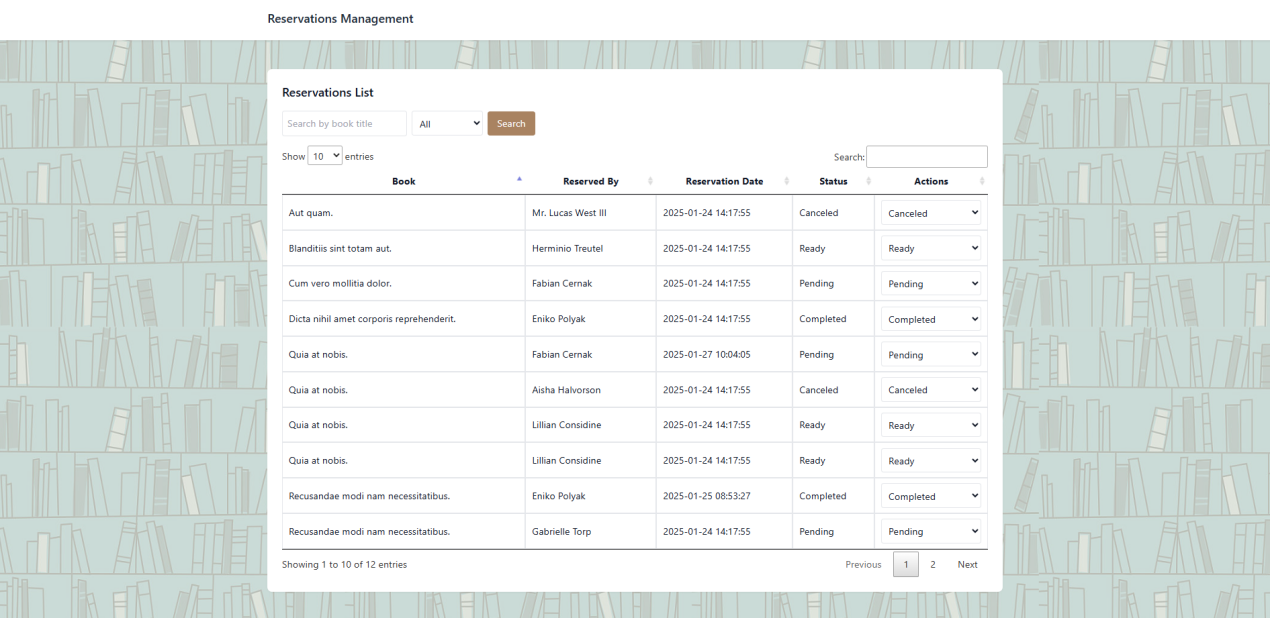 Reservations Management
Reservations List
Search by book title All Search
Show 10 entries Search:
Book Reserved By Reservation Date Status Actions
Aut quam. Mr. Lucas West III 2025-01-24 14:17:55 Canceled Canceled
Blanditiis sint totam aut. Herminio Treutel 2025-01-24 14:17:55 Ready Ready
Cum vero mollitia dolor. Fabian Cernak 2025-01-24 14:17:55 Pending Pending
Dicta nihil amet corporis reprehenderit. Eniko Polyak 2025-01-24 14:17:55 Completed Completed
Quia at nobis. Fabian Cernak 2025-01-27 10:04:05 Pending Pending
Quia at nobis. Aisha Halvorson 2025-01-24 14:17:55 Canceled Canceled
Quia at nobis. Lillian Considine 2025-01-24 14:17:55 Ready Ready
Quia at nobis. Lillian Considine 2025-01-24 14:17:55 Ready Ready
Recusandae modi nam necessitatibus. Eniko Polyak 2025-01-25 08:53:27 Completed Completed
Recusandae modi nam necessitatibus. Gabrielle Torp 2025-01-24 14:17:55 Pending Pending
Showing 1 to 10 of 12 entries Previous 1 2 Next